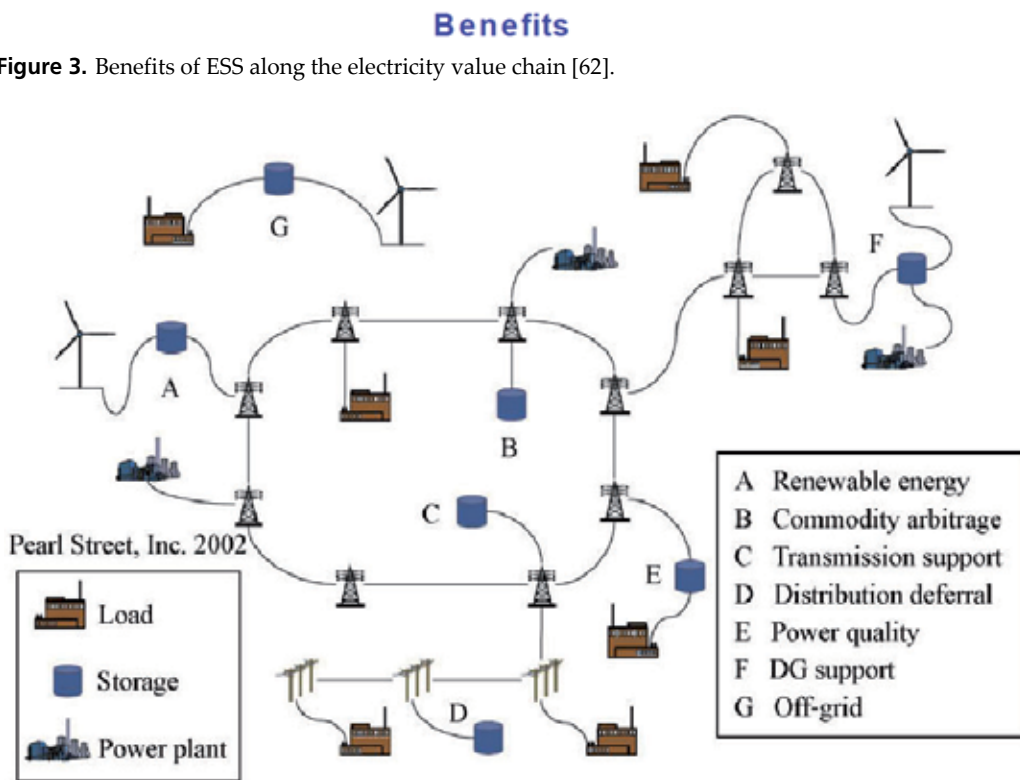 Benefits
Figure 3. Benefits of ESS along the electricity value chain [62].
G
F
A
B
C
E
D
Pearl Street, Inc. 2002
Load
Storage
Power plant
A Renewable energy
B Commodity arbitrage
C Transmission support
D Distribution deferral
E Power quality
F DG support
G Off-grid